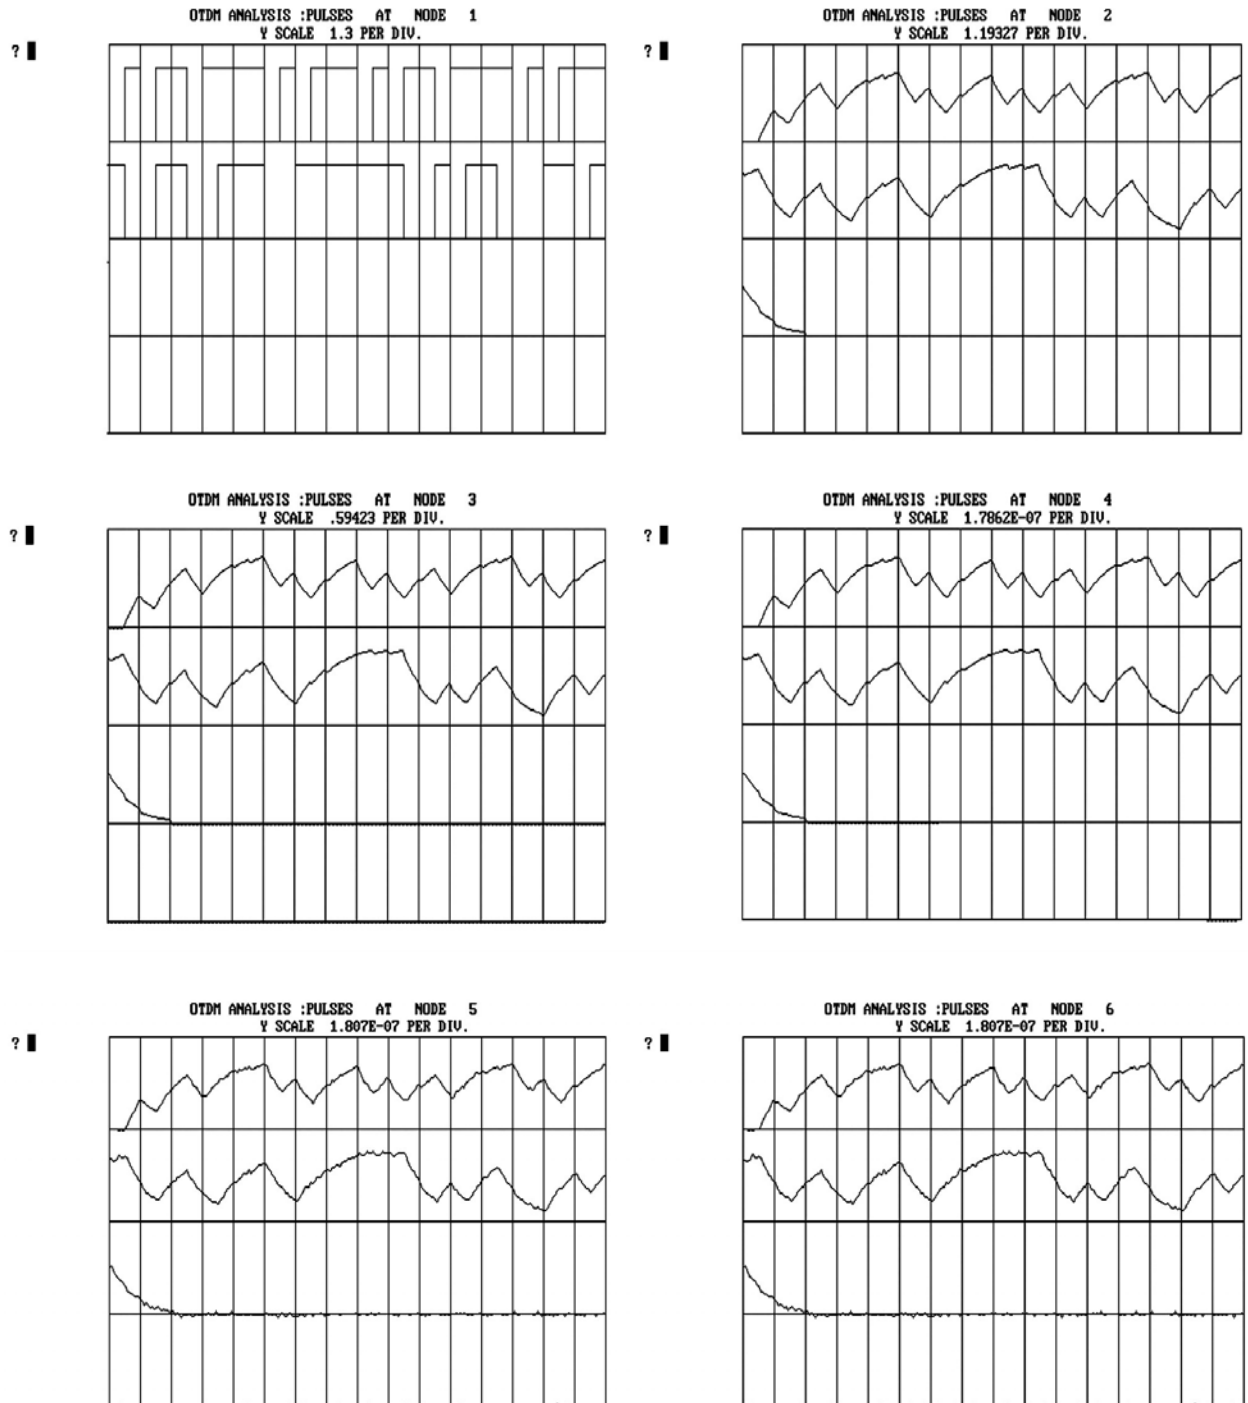 OTDM ANALYSIS :PULSES AT NODE 1
Y SCALE 1.3 PER DIV.
?
OTDM ANALYSIS :PULSES AT NODE 2
Y SCALE 1.19327 PER DIV.
?
OTDM ANALYSIS :PULSES AT NODE 3
Y SCALE .59423 PER DIV.
?
OTDM ANALYSIS :PULSES AT NODE 4
Y SCALE 1.7862E-07 PER DIV.
?
OTDM ANALYSIS :PULSES AT NODE 5
Y SCALE 1.807E-07 PER DIV.
?
OTDM ANALYSIS :PULSES AT NODE 6
Y SCALE 1.807E-07 PER DIV.
?